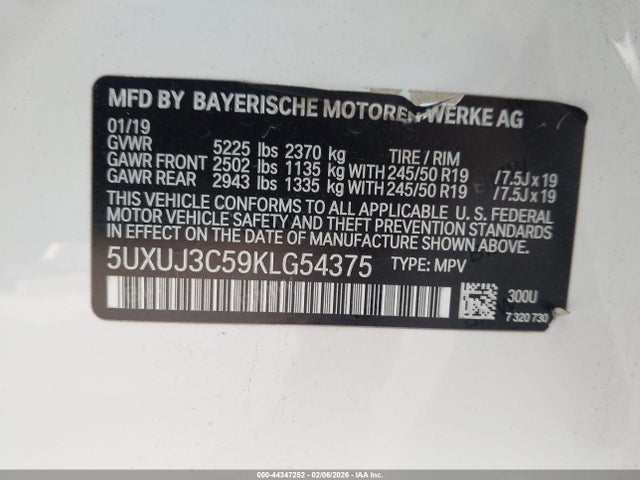 MFD BY BAYERISCHE MOTOREN WERKE AG
01/19
GVWR 5225 lbs 2370 kg TIRE / RIM
GAWR FRONT 2502 lbs 1135 kg WITH 245/50 R19 /7.5J x 19
GAWR REAR 2943 lbs 1335 kg WITH 245/50 R19 /7.5J x 19
THIS VEHICLE CONFORMS TO ALL APPLICABLE U.S. FEDERAL
MOTOR VEHICLE SAFETY AND THEFT PREVENTION STANDARDS
IN EFFECT ON THE DATE OF MANUFACTURE SHOWN ABOVE.
5UXUJ3C59KLG54375 TYPE: MPV
300U
7 320 730
000-44347252 - 02/06/2026 - IAA Inc.